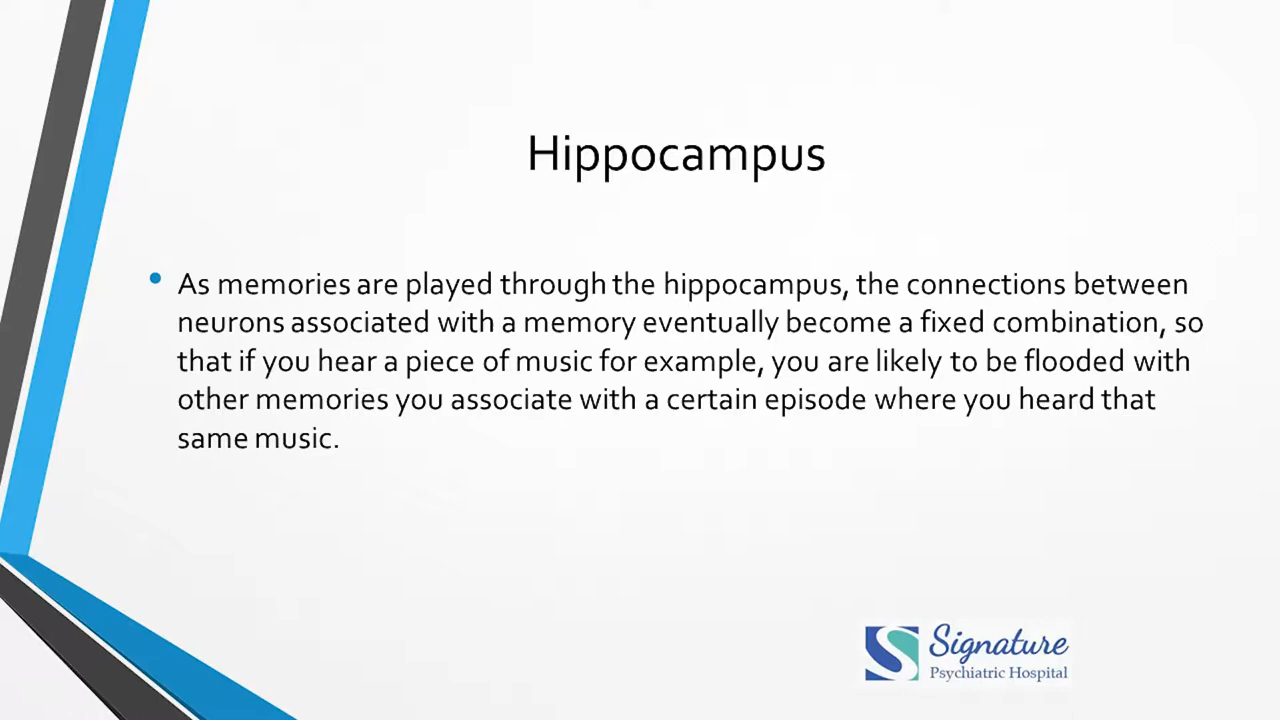 Hippocampus
• As memories are played through the hippocampus, the connections between
neurons associated with a memory eventually become a fixed combination, so
that if you hear a piece of music for example, you are likely to be flooded with
other memories you associate with a certain episode where you heard that
same music.
Signature
Psychiatric Hospital